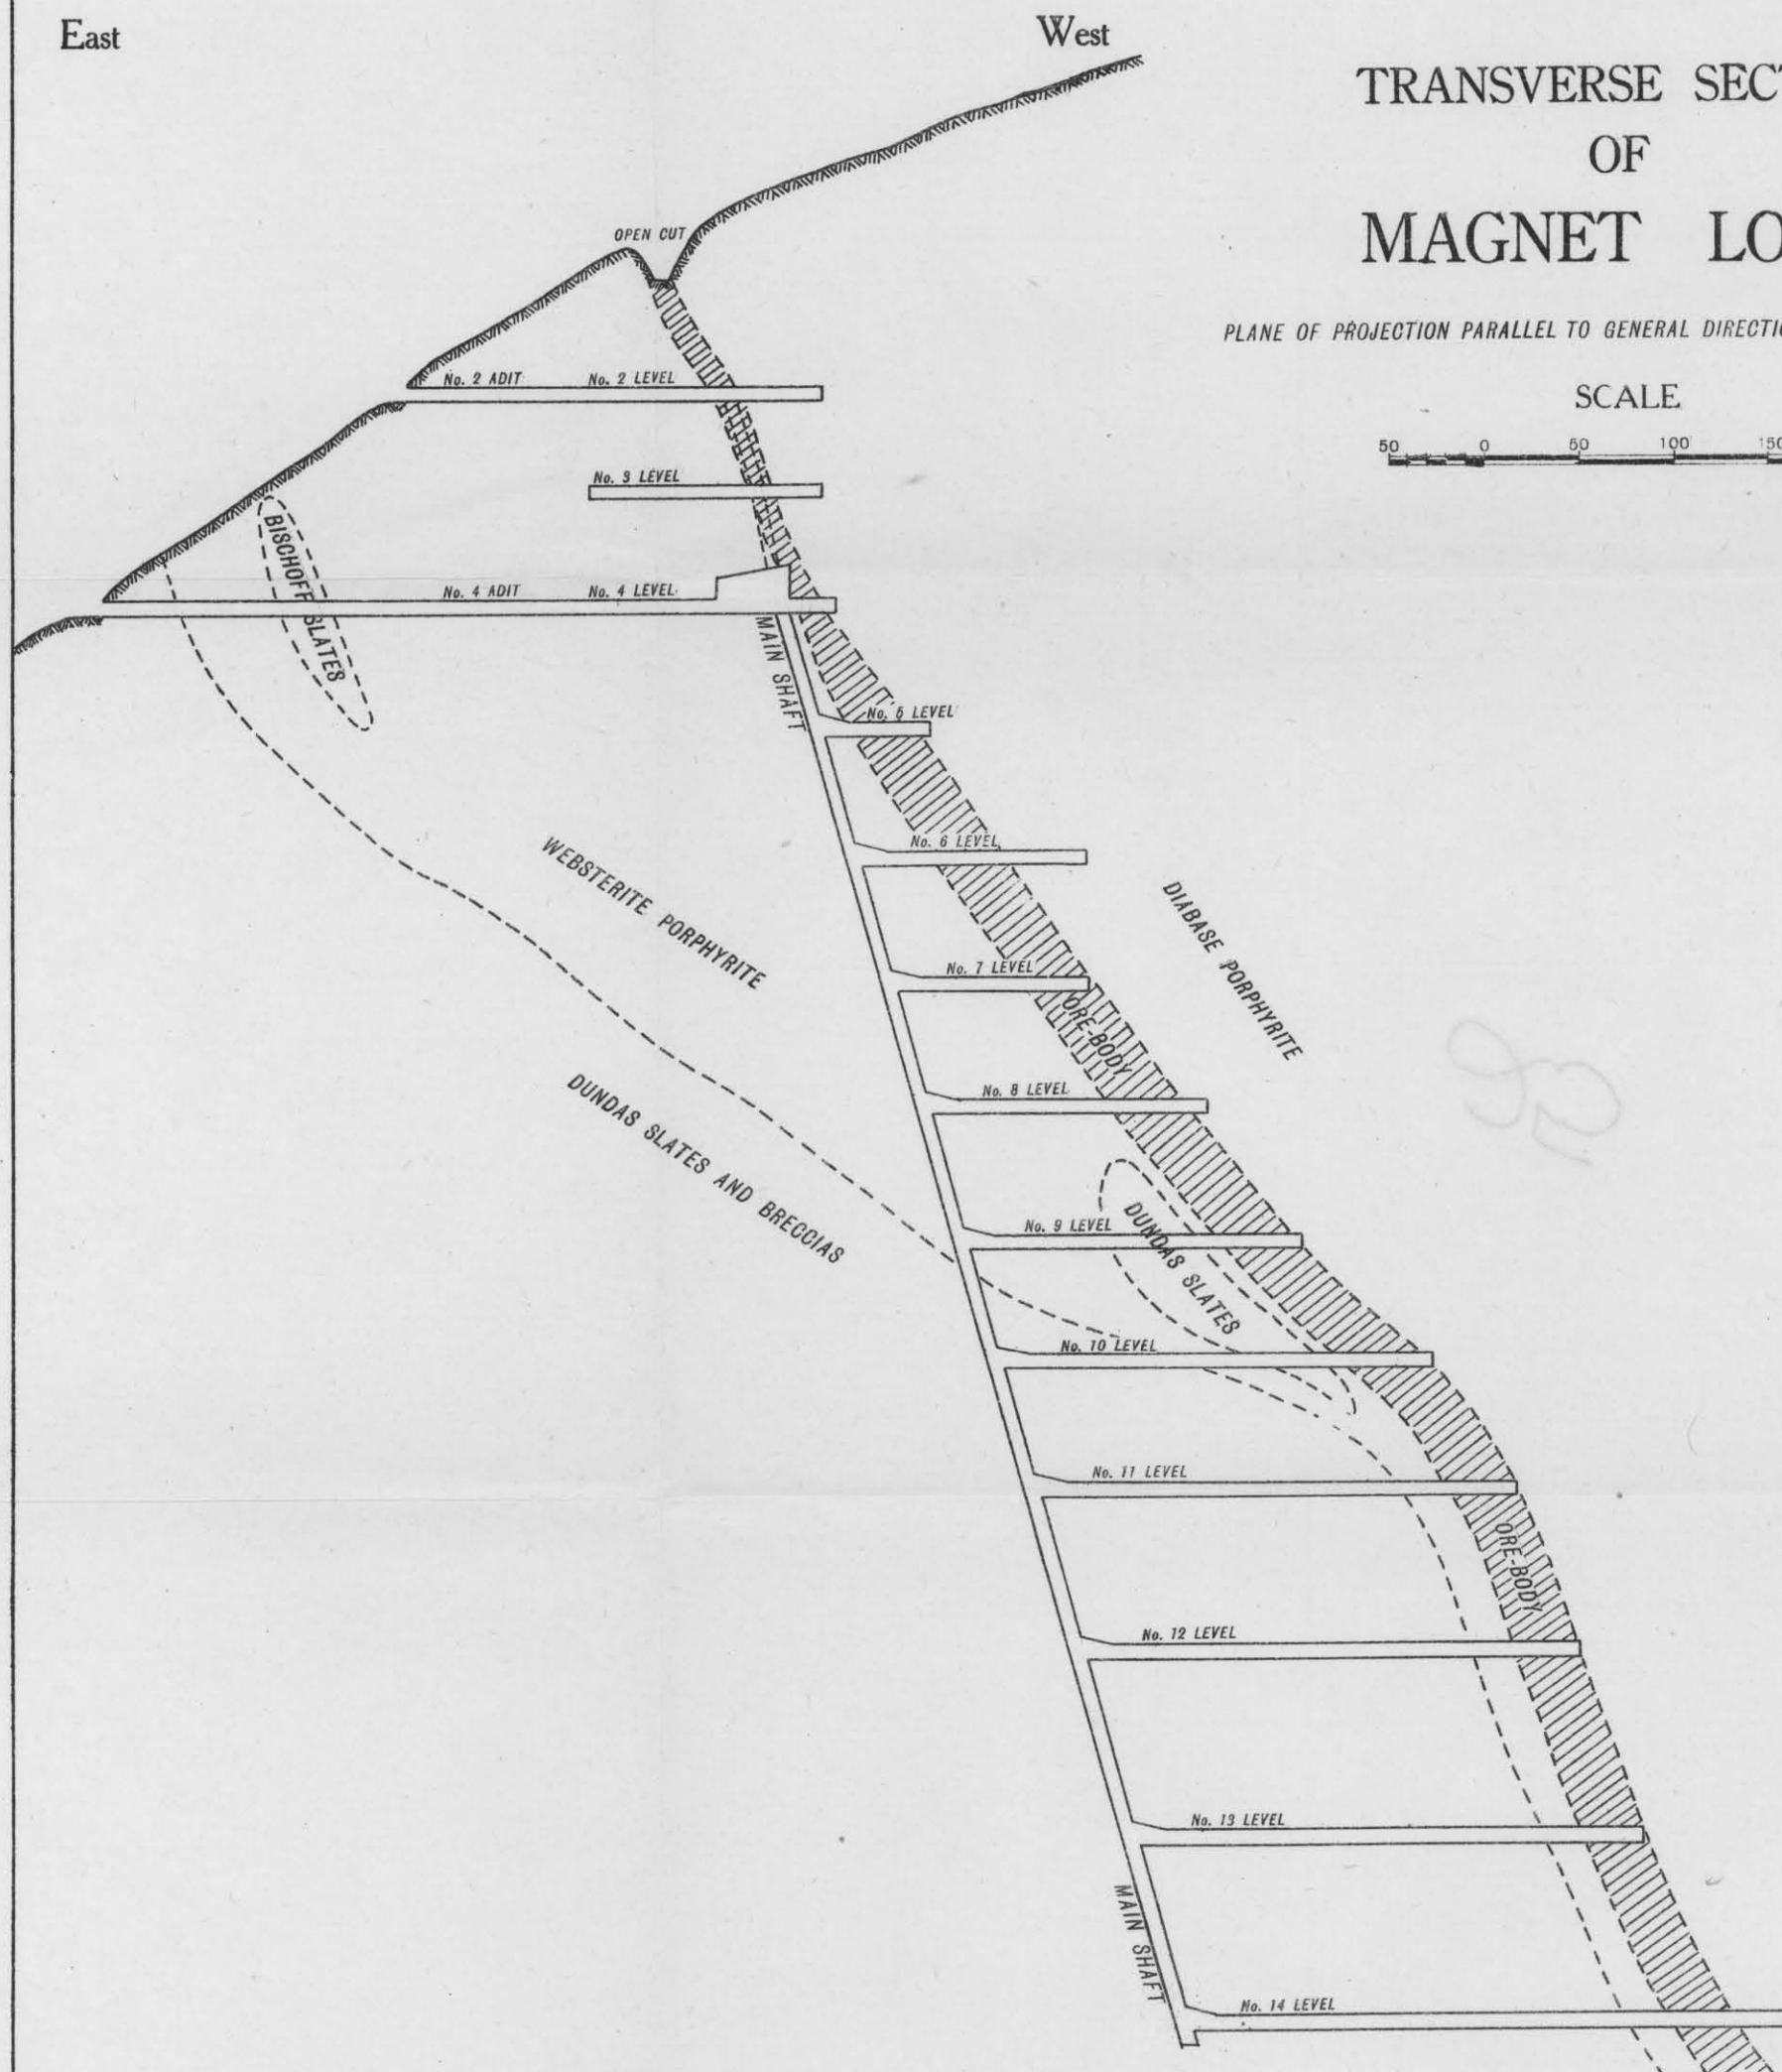 East
West
TRANSVERSE SECT
OF
MAGNET LO
PLANE OF PROJECTION PARALLEL TO GENERAL DIRECTI
SCALE
50 0 50 100 150
OPEN CUT
No. 2 ADIT
No. 2 LEVEL
No. 3 LEVEL
BISCHOFF SLATES
No. 4 ADIT
No. 4 LEVEL
MAIN SHAFT
No. 5 LEVEL
No. 6 LEVEL
WEBSTERITE PORPHYRITE
DIABASE PORPHYRITE
No. 7 LEVEL
ORE-BODY
No. 8 LEVEL
DUNDAS SLATES AND BRECCIAS
No. 9 LEVEL
DUNDAS SLATES
No. 10 LEVEL
No. 11 LEVEL
ORE-BODY
No. 12 LEVEL
No. 13 LEVEL
MAIN SHAFT
No. 14 LEVEL